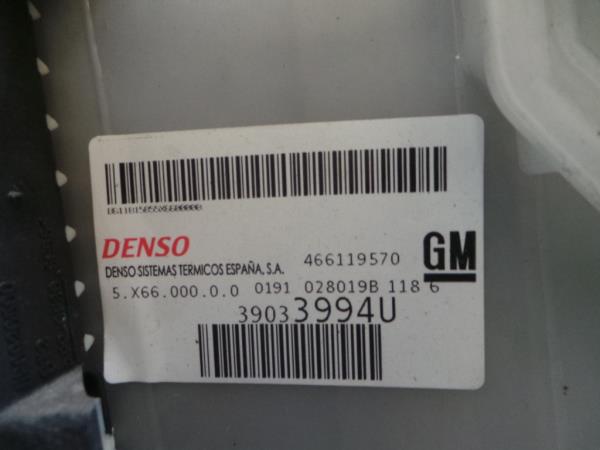 DENSO
DENSO SISTEMAS TERMICOS ESPAÑA, S.A. 466119570 GM
5.X66.000.0.0 0191 028019B 118 6
39033994U